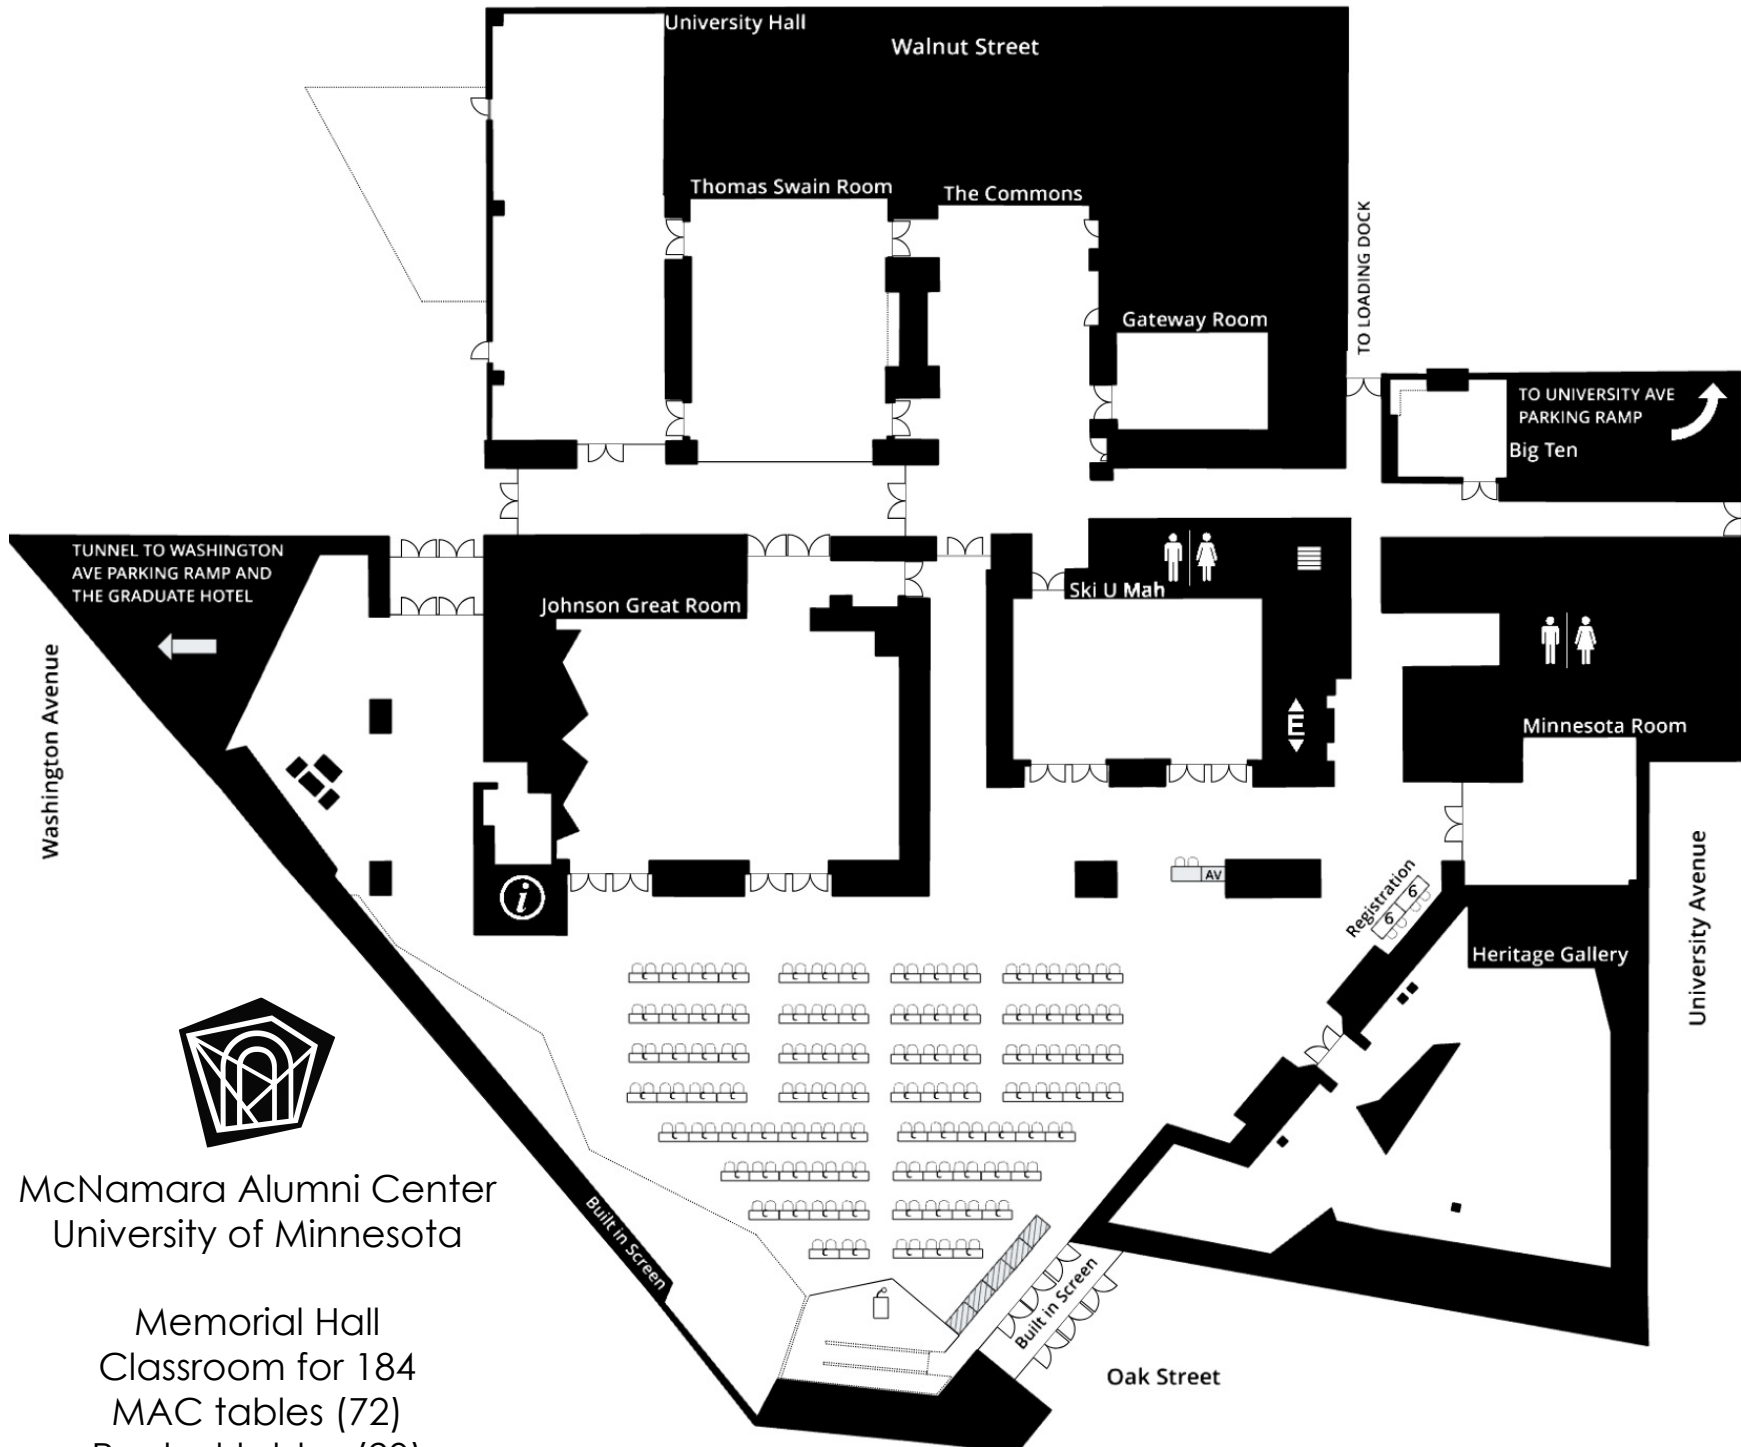 University Hall
Walnut Street
Thomas Swain Room
The Commons
TO LOADING DOCK
Gateway Room
TO UNIVERSITY AVE
PARKING RAMP
Big Ten
TUNNEL TO WASHINGTON
AVE PARKING RAMP AND
THE GRADUATE HOTEL
Johnson Great Room
Ski U Mah
Washington Avenue
E
Minnesota Room
University Avenue
i
AV
Registration
6
6
Heritage Gallery
C C C C C C C C C C C C C C
C C C C C C C C C C C C C C
C C C C C C C C C C C C C C
C C C C C C C C C C C C C C
C C C C C C C C C C C C C
C C C C C C C C C C
C C C C C C C C
C C C C C
Built in Screen
Built in Screen
Oak Street
McNamara Alumni Center
University of Minnesota
Memorial Hall
Classroom for 184
MAC tables (72)